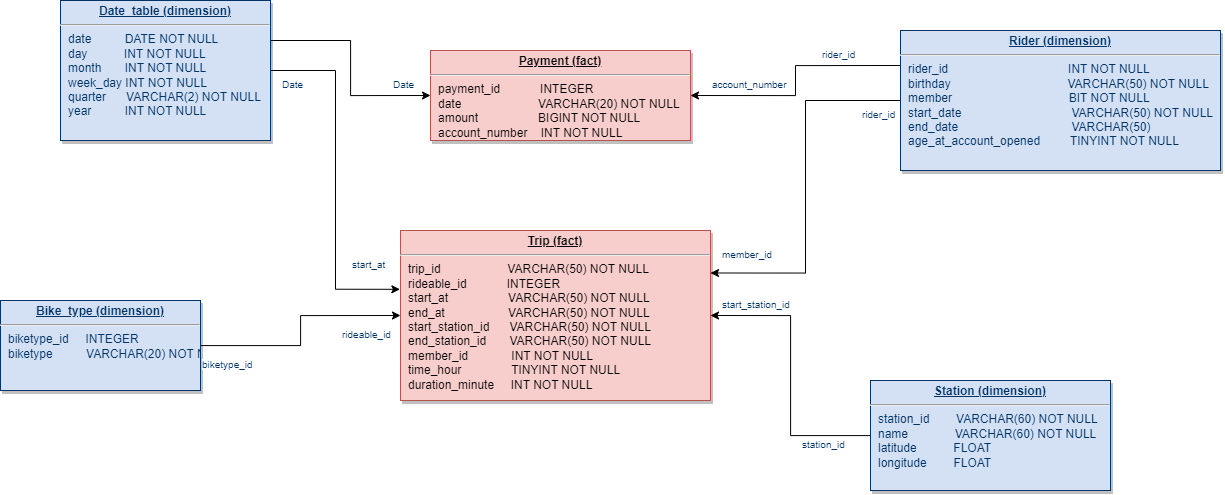 Date_table (dimension)
date DATE NOT NULL
day INT NOT NULL
month INT NOT NULL
week_day INT NOT NULL
quarter VARCHAR(2) NOT NULL
year INT NOT NULL
Date
Date
Payment (fact)
payment_id INTEGER
date VARCHAR(20) NOT NULL
amount BIGINT NOT NULL
account_number INT NOT NULL
rider_id
account_number
rider_id
Rider (dimension)
rider_id INT NOT NULL
birthday VARCHAR(50) NOT NULL
member BIT NOT NULL
start_date VARCHAR(50) NOT NULL
end_date VARCHAR(50)
age_at_account_opened TINYINT NOT NULL
Trip (fact)
trip_id VARCHAR(50) NOT NULL
rideable_id INTEGER
start_at VARCHAR(50) NOT NULL
end_at VARCHAR(50) NOT NULL
start_station_id VARCHAR(50) NOT NULL
end_station_id VARCHAR(50) NOT NULL
member_id INT NOT NULL
time_hour TINYINT NOT NULL
duration_minute INT NOT NULL
start_at
member_id
start_station_id
rideable_id
Bike_type (dimension)
biketype_id INTEGER
biketype VARCHAR(20) NOT
biketype_id
Station (dimension)
station_id VARCHAR(60) NOT NULL
name VARCHAR(60) NOT NULL
latitude FLOAT
longitude FLOAT
station_id